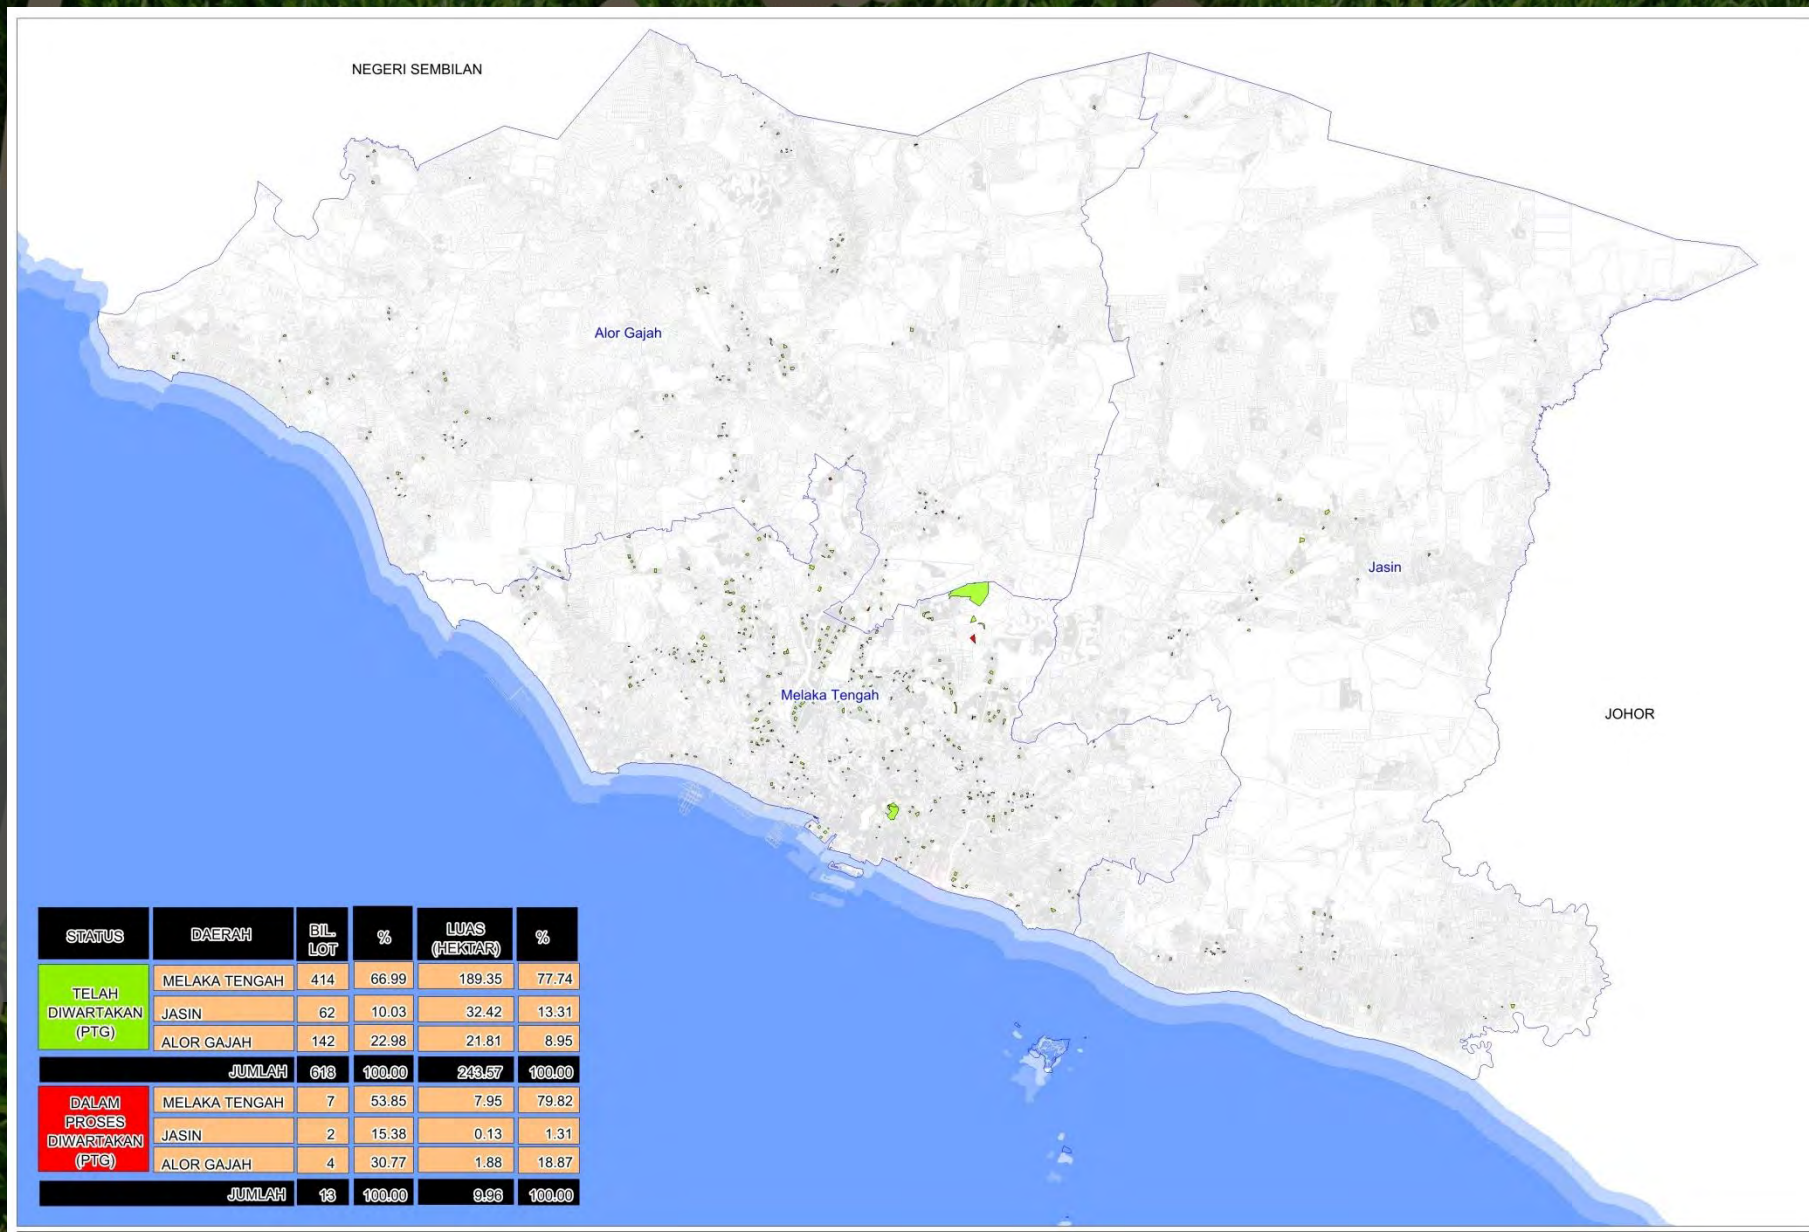 NEGERI SEMBILAN
Alor Gajah
Jasin
Melaka Tengah
JOHOR
STATUS DAERAH BIL. LOT % LUAS (HEKTAR) %
TELAH DIWARTAKAN (PTG)
MELAKA TENGAH 414 66.99 189.35 77.74
JASIN 62 10.03 32.42 13.31
ALOR GAJAH 142 22.98 21.81 8.95
JUMLAH 618 100.00 243.57 100.00
DALAM PROSES DIWARTAKAN (PTG)
MELAKA TENGAH 7 53.85 7.95 79.82
JASIN 2 15.38 0.13 1.31
ALOR GAJAH 4 30.77 1.88 18.87
JUMLAH 13 100.00 9.96 100.00